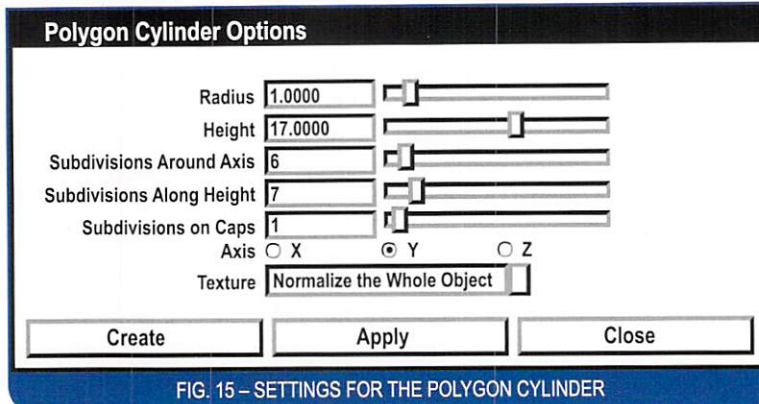 Polygon Cylinder Options
Radius 1.0000
Height 17.0000
Subdivisions Around Axis 6
Subdivisions Along Height 7
Subdivisions on Caps 1
Axis X Y Z
Texture Normalize the Whole Object
Create Apply Close
FIG. 15 – SETTINGS FOR THE POLYGON CYLINDER